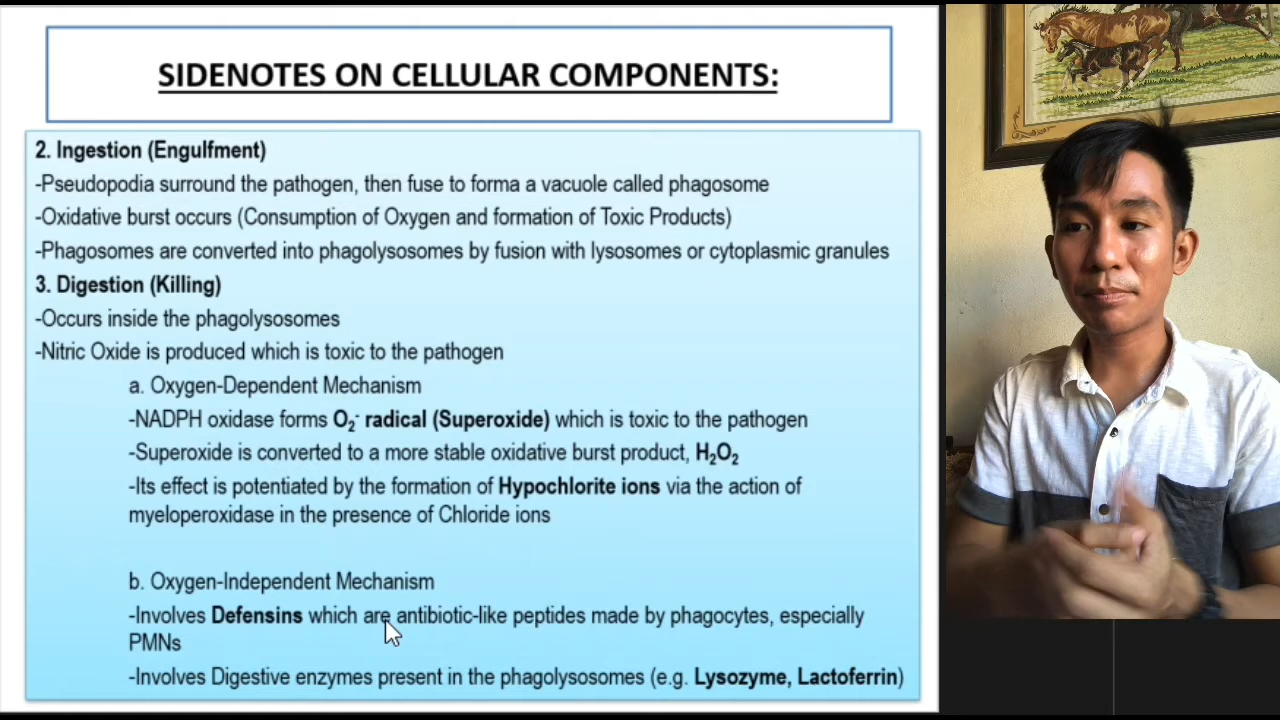 SIDENOTES ON CELLULAR COMPONENTS:
2. Ingestion (Engulfment)
-Pseudopodia surround the pathogen, then fuse to forma a vacuole called phagosome
-Oxidative burst occurs (Consumption of Oxygen and formation of Toxic Products)
-Phagosomes are converted into phagolysosomes by fusion with lysosomes or cytoplasmic granules
3. Digestion (Killing)
-Occurs inside the phagolysosomes
-Nitric Oxide is produced which is toxic to the pathogen
a. Oxygen-Dependent Mechanism
-NADPH oxidase forms O₂⁻ radical (Superoxide) which is toxic to the pathogen
-Superoxide is converted to a more stable oxidative burst product, H₂O₂
-Its effect is potentiated by the formation of Hypochlorite ions via the action of
myeloperoxidase in the presence of Chloride ions
b. Oxygen-Independent Mechanism
-Involves Defensins which are antibiotic-like peptides made by phagocytes, especially
PMNs
-Involves Digestive enzymes present in the phagolysosomes (e.g. Lysozyme, Lactoferrin)